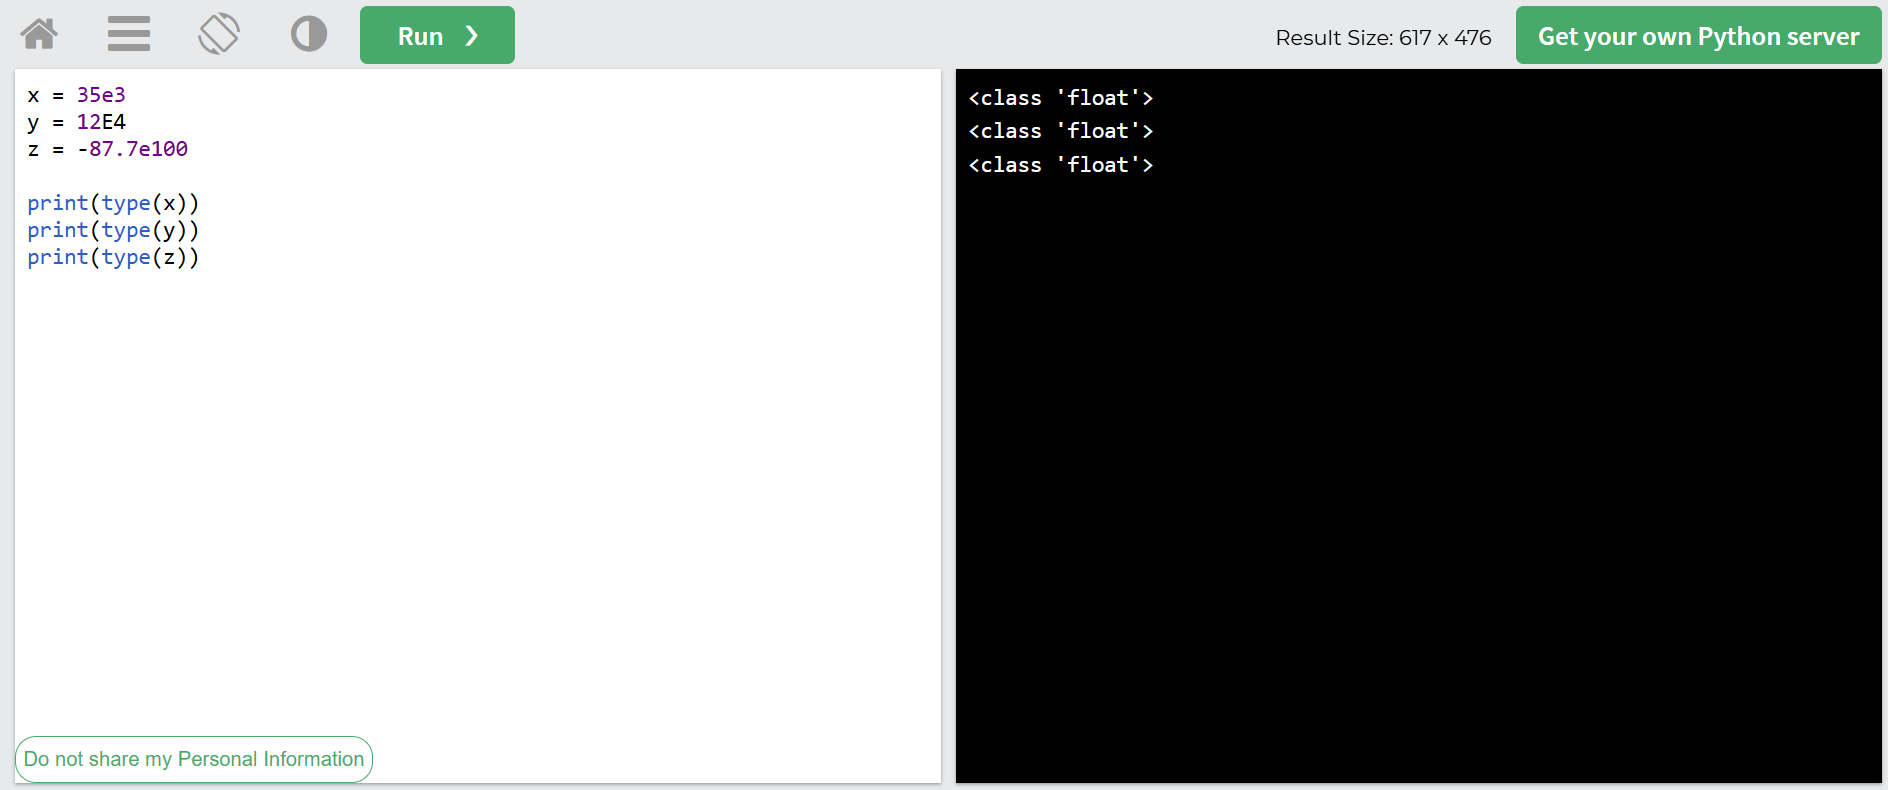 Run ❯
Result Size: 617 x 476
Get your own Python server
x = 35e3
y = 12E4
z = -87.7e100
print(type(x))
print(type(y))
print(type(z))
Do not share my Personal Information
<class 'float'>
<class 'float'>
<class 'float'>